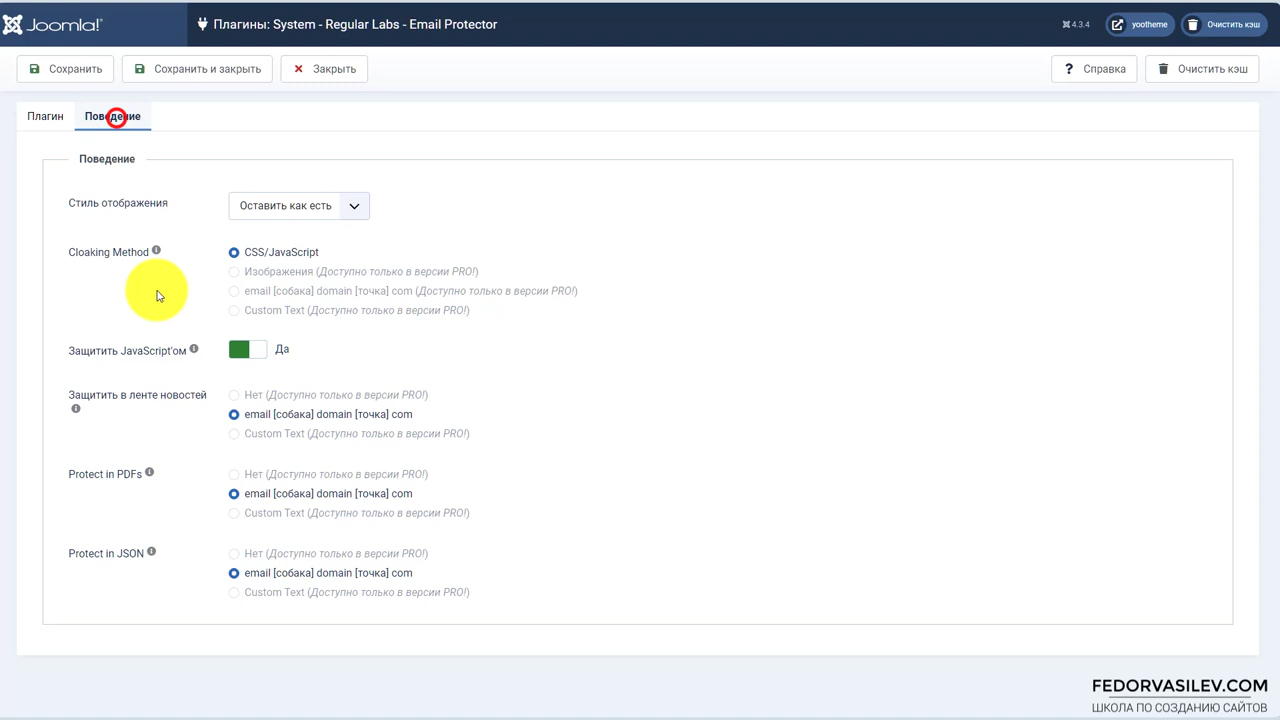 Joomla!
Плагины: System - Regular Labs - Email Protector
4.3.4
yootheme
Очистить кэш
Сохранить
Сохранить и закрыть
Закрыть
Справка
Очистить кэш
Плагин
Поведение
Поведение
Стиль отображения
Оставить как есть
Cloaking Method
CSS/JavaScript
Изображения (Доступно только в версии PRO!)
email [собака] domain [точка] com (Доступно только в версии PRO!)
Custom Text (Доступно только в версии PRO!)
Защитить JavaScript'ом
Да
Защитить в ленте новостей
Нет (Доступно только в версии PRO!)
email [собака] domain [точка] com
Custom Text (Доступно только в версии PRO!)
Protect in PDFs
Нет (Доступно только в версии PRO!)
email [собака] domain [точка] com
Custom Text (Доступно только в версии PRO!)
Protect in JSON
Нет (Доступно только в версии PRO!)
email [собака] domain [точка] com
Custom Text (Доступно только в версии PRO!)
FEDORVASILEV.COM
ШКОЛА ПО СОЗДАНИЮ САЙТОВ